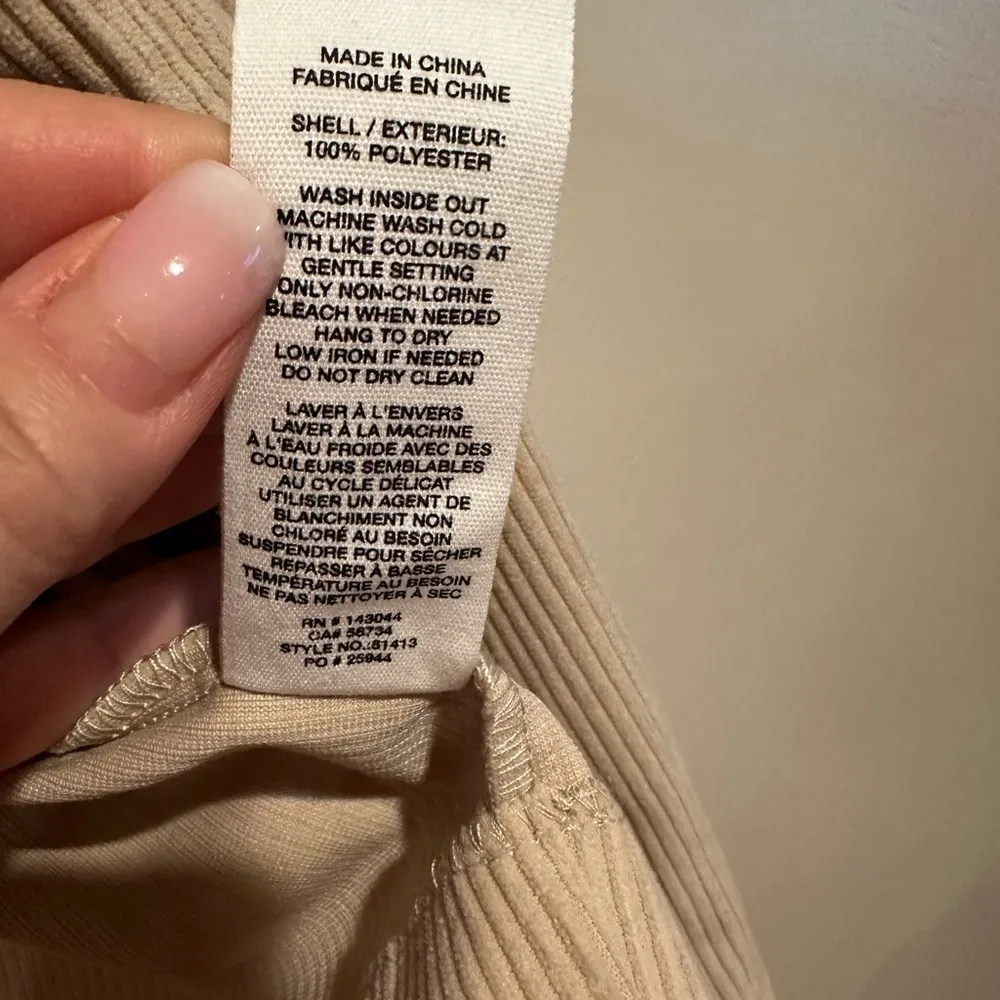 MADE IN CHINA
FABRIQUÉ EN CHINE
SHELL / EXTERIEUR:
100% POLYESTER
WASH INSIDE OUT
MACHINE WASH COLD
WITH LIKE COLOURS AT
GENTLE SETTING
ONLY NON-CHLORINE
BLEACH WHEN NEEDED
HANG TO DRY
LOW IRON IF NEEDED
DO NOT DRY CLEAN
LAVER À L'ENVERS
LAVER À LA MACHINE
À L'EAU FROIDE AVEC DES
COULEURS SEMBLABLES
AU CYCLE DÉLICAT
UTILISER UN AGENT DE
BLANCHIMENT NON
CHLORÉ AU BESOIN
SUSPENDRE POUR SÉCHER
REPASSER À BASSE
TEMPÉRATURE AU BESOIN
NE PAS NETTOYER À SEC
RN # 143044
CA# 56734
STYLE NO.:61413
PO # 25944